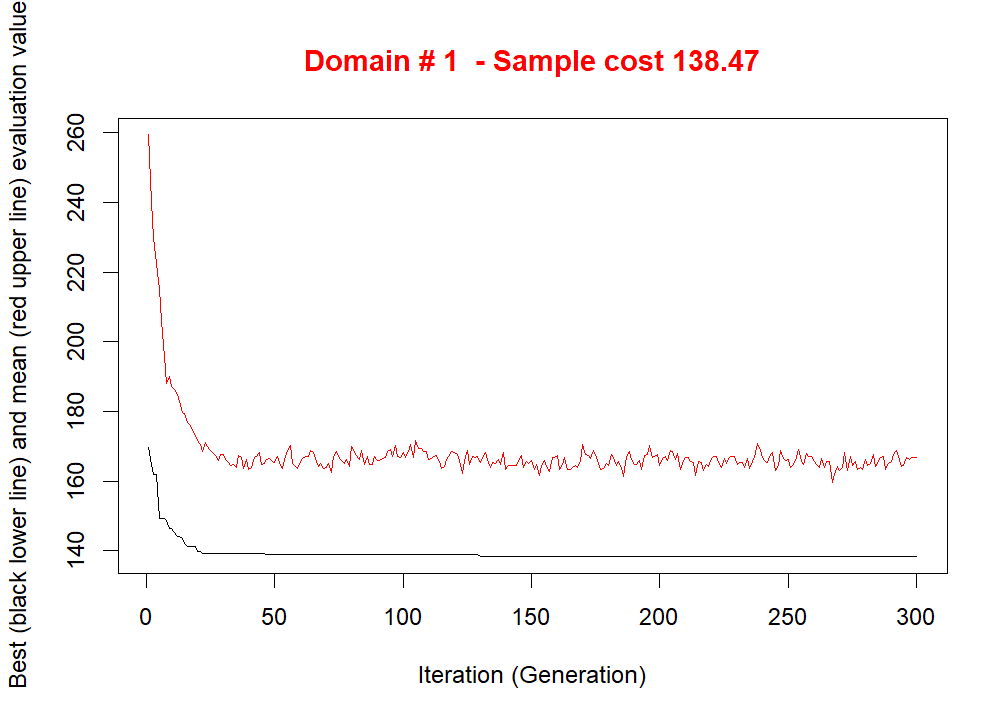 Domain # 1  - Sample cost 138.47
Best (black lower line) and mean (red upper line) evaluation value
260
240
220
200
180
160
140
0 50 100 150 200 250 300
Iteration (Generation)